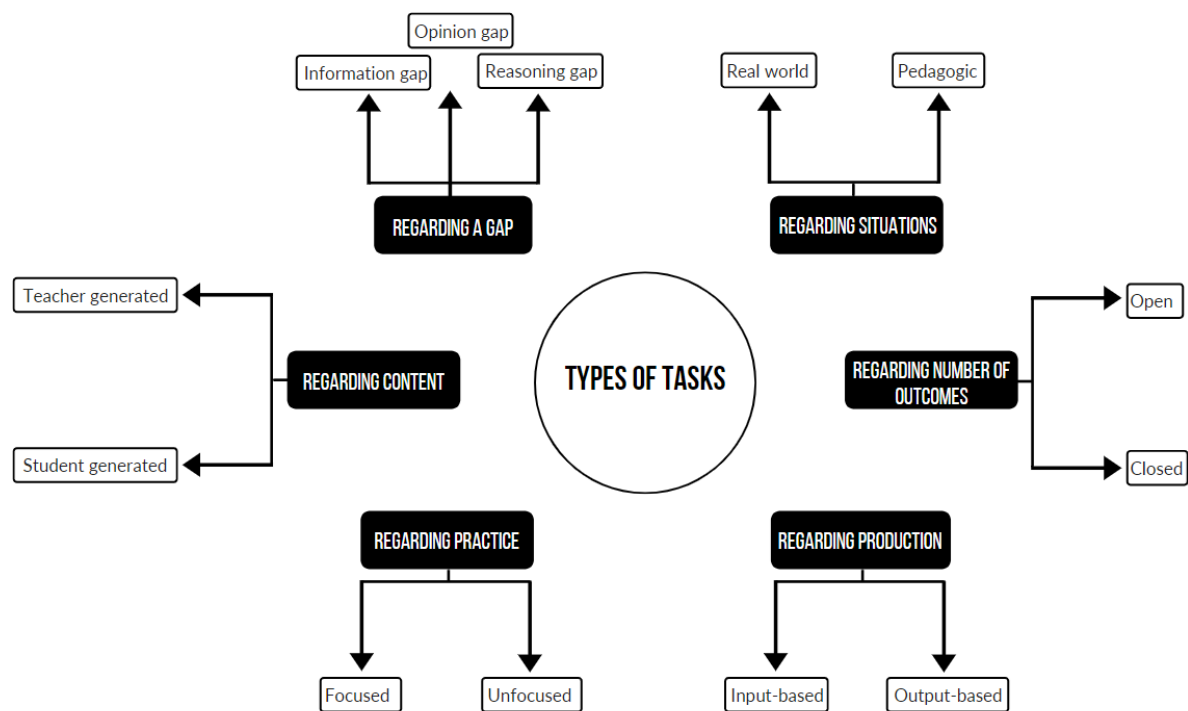 Opinion gap
Information gap
Reasoning gap
Real world
Pedagogic
REGARDING A GAP
REGARDING SITUATIONS
Teacher generated
Open
TYPES OF TASKS
REGARDING CONTENT
REGARDING NUMBER OF
OUTCOMES
Student generated
Closed
REGARDING PRACTICE
REGARDING PRODUCTION
Focused
Unfocused
Input-based
Output-based